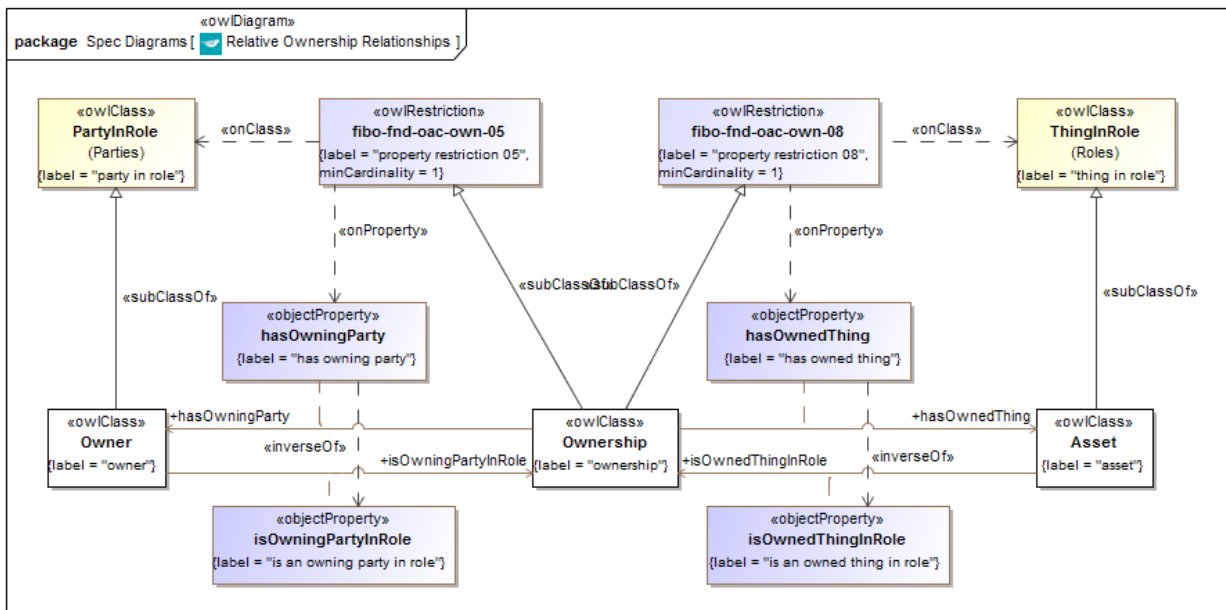 «owlDiagram»
package Spec Diagrams [ Relative Ownership Relationships ]
«owlClass»
PartyInRole
(Parties)
{label = "party in role"}
«onClass»
«owlRestriction»
fibo-fnd-oac-own-05
{label = "property restriction 05",
minCardinality = 1}
«owlRestriction»
fibo-fnd-oac-own-08
{label = "property restriction 08",
minCardinality = 1}
«onClass»
«owlClass»
ThingInRole
(Roles)
{label = "thing in role"}
«onProperty»
«onProperty»
«subClassOf»
«subClassOf»
«subClassOf»
«subClassOf»
«objectProperty»
hasOwningParty
{label = "has owning party"}
«objectProperty»
hasOwnedThing
{label = "has owned thing"}
«owlClass»
Owner
{label = "owner"}
+hasOwningParty
«inverseOf»
+isOwningPartyInRole
«owlClass»
Ownership
{label = "ownership"}
+hasOwnedThing
«inverseOf»
+isOwnedThingInRole
«owlClass»
Asset
{label = "asset"}
«objectProperty»
isOwningPartyInRole
{label = "is an owning party in role"}
«objectProperty»
isOwnedThingInRole
{label = "is an owned thing in role"}